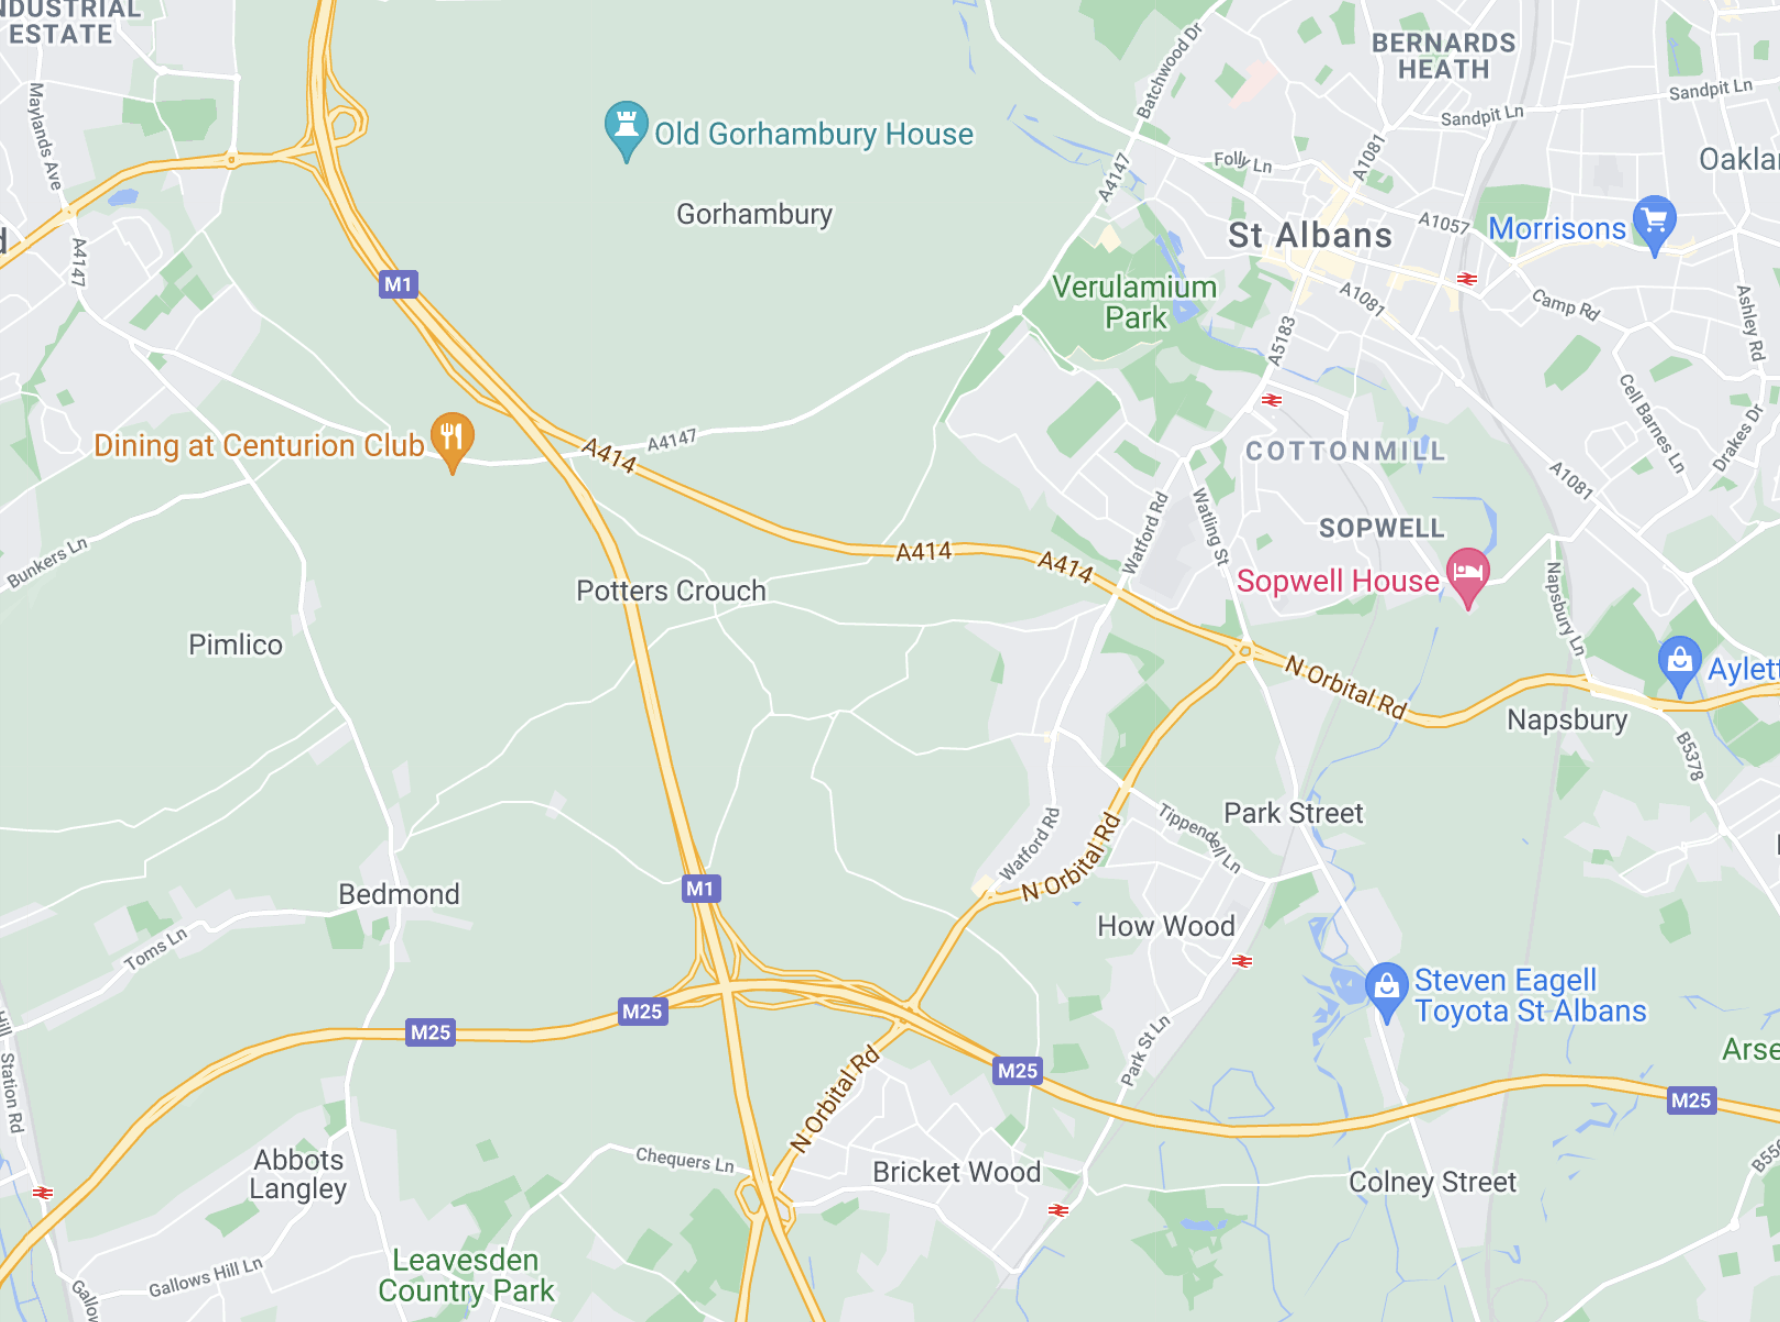 NDUSTRIAL
ESTATE
BERNARDS
HEATH
Batchwood Dr
Sandpit Ln
Sandpit Ln
Maylands Ave
Old Gorhambury House
Folly Ln
A1081
Oakla
A4147
Gorhambury
A1057
Morrisons
St Albans
d
A4147
M1
Verulamium
Park
A1081
Camp Rd
Ashley Rd
A5183
Cell Barnes Ln
Drakes Dr
Dining at Centurion Club
A414
A4147
COTTONMILL
A1081
Watford Rd
Watling St
SOPWELL
Bunkers Ln
A414
A414
Sopwell House
Napsbury Ln
Potters Crouch
Pimlico
N Orbital Rd
Aylett
Napsbury
B5378
Tippendell Ln
Park Street
Watford Rd
N Orbital Rd
M1
Bedmond
How Wood
Toms Ln
Steven Eagell
Toyota St Albans
M25
M25
Hill
Station Rd
Park St Ln
Arse
N Orbital Rd
M25
M25
Abbots
Langley
Chequers Ln
Bricket Wood
Colney Street
B556
Leavesden
Country Park
Gallows Hill Ln
Gallow